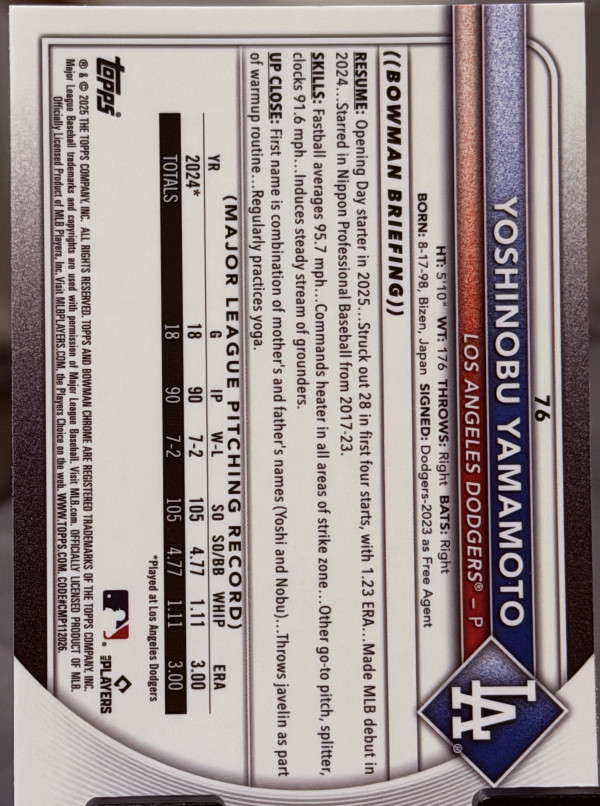 76
YOSHINOBU YAMAMOTO
LOS ANGELES DODGERS® – P
LA®
HT: 5'10" WT: 176 THROWS: Right BATS: Right
BORN: 8-17-98, Bizen, Japan SIGNED: Dodgers-2023 as Free Agent
((BOWMAN BRIEFING))
RESUME: Opening Day starter in 2025...Struck out 28 in first four starts, with 1.23 ERA...Made MLB debut in
2024...Starred in Nippon Professional Baseball from 2017-23.
SKILLS: Fastball averages 95.7 mph...Commands heater in all areas of strike zone...Other go-to pitch, splitter,
clocks 91.6 mph...Induces steady stream of grounders.
UP CLOSE: First name is combination of mother's and father's names (Yoshi and Nobu)...Throws javelin as part
of warmup routine...Regularly practices yoga.
(MAJOR LEAGUE PITCHING RECORD)
YR G IP W-L SO SO/BB WHIP ERA
2024* 18 90 7-2 105 4.77 1.11 3.00
TOTALS 18 90 7-2 105 4.77 1.11 3.00
*Played at Los Angeles Dodgers
topps®
MLB PLAYERS
® & © 2025 THE TOPPS COMPANY, INC. ALL RIGHTS RESERVED. TOPPS AND BOWMAN CHROME ARE REGISTERED TRADEMARKS OF THE TOPPS COMPANY, INC.
Major League Baseball trademarks and copyrights are used with permission of Major League Baseball. Visit MLB.com. OFFICIALLY LICENSED PRODUCT OF MLB.
Officially Licensed Product of MLB Players, Inc. Visit MLBPLAYERS.COM, the Players Choice on the web. WWW.TOPPS.COM. CODE#CMP112026.